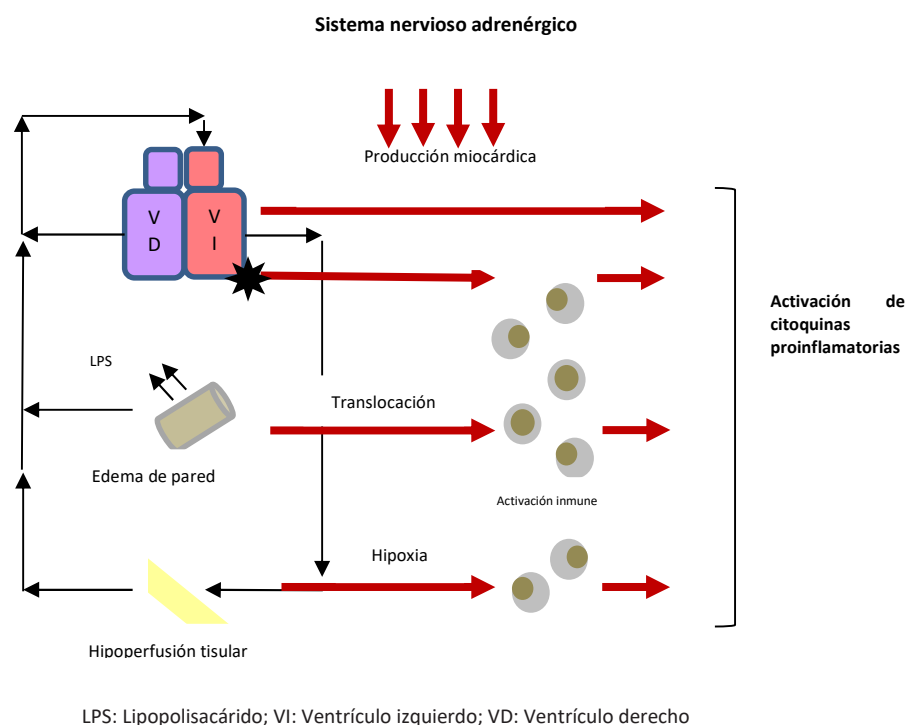 Sistema nervioso adrenérgico
Producción miocárdica
V
D
V
I
Activación de
citoquinas
proinflamatorias
LPS
Translocación
Edema de pared
Activación inmune
Hipoxia
Hipoperfusión tisular
LPS: Lipopolisacárido; VI: Ventrículo izquierdo; VD: Ventrículo derecho